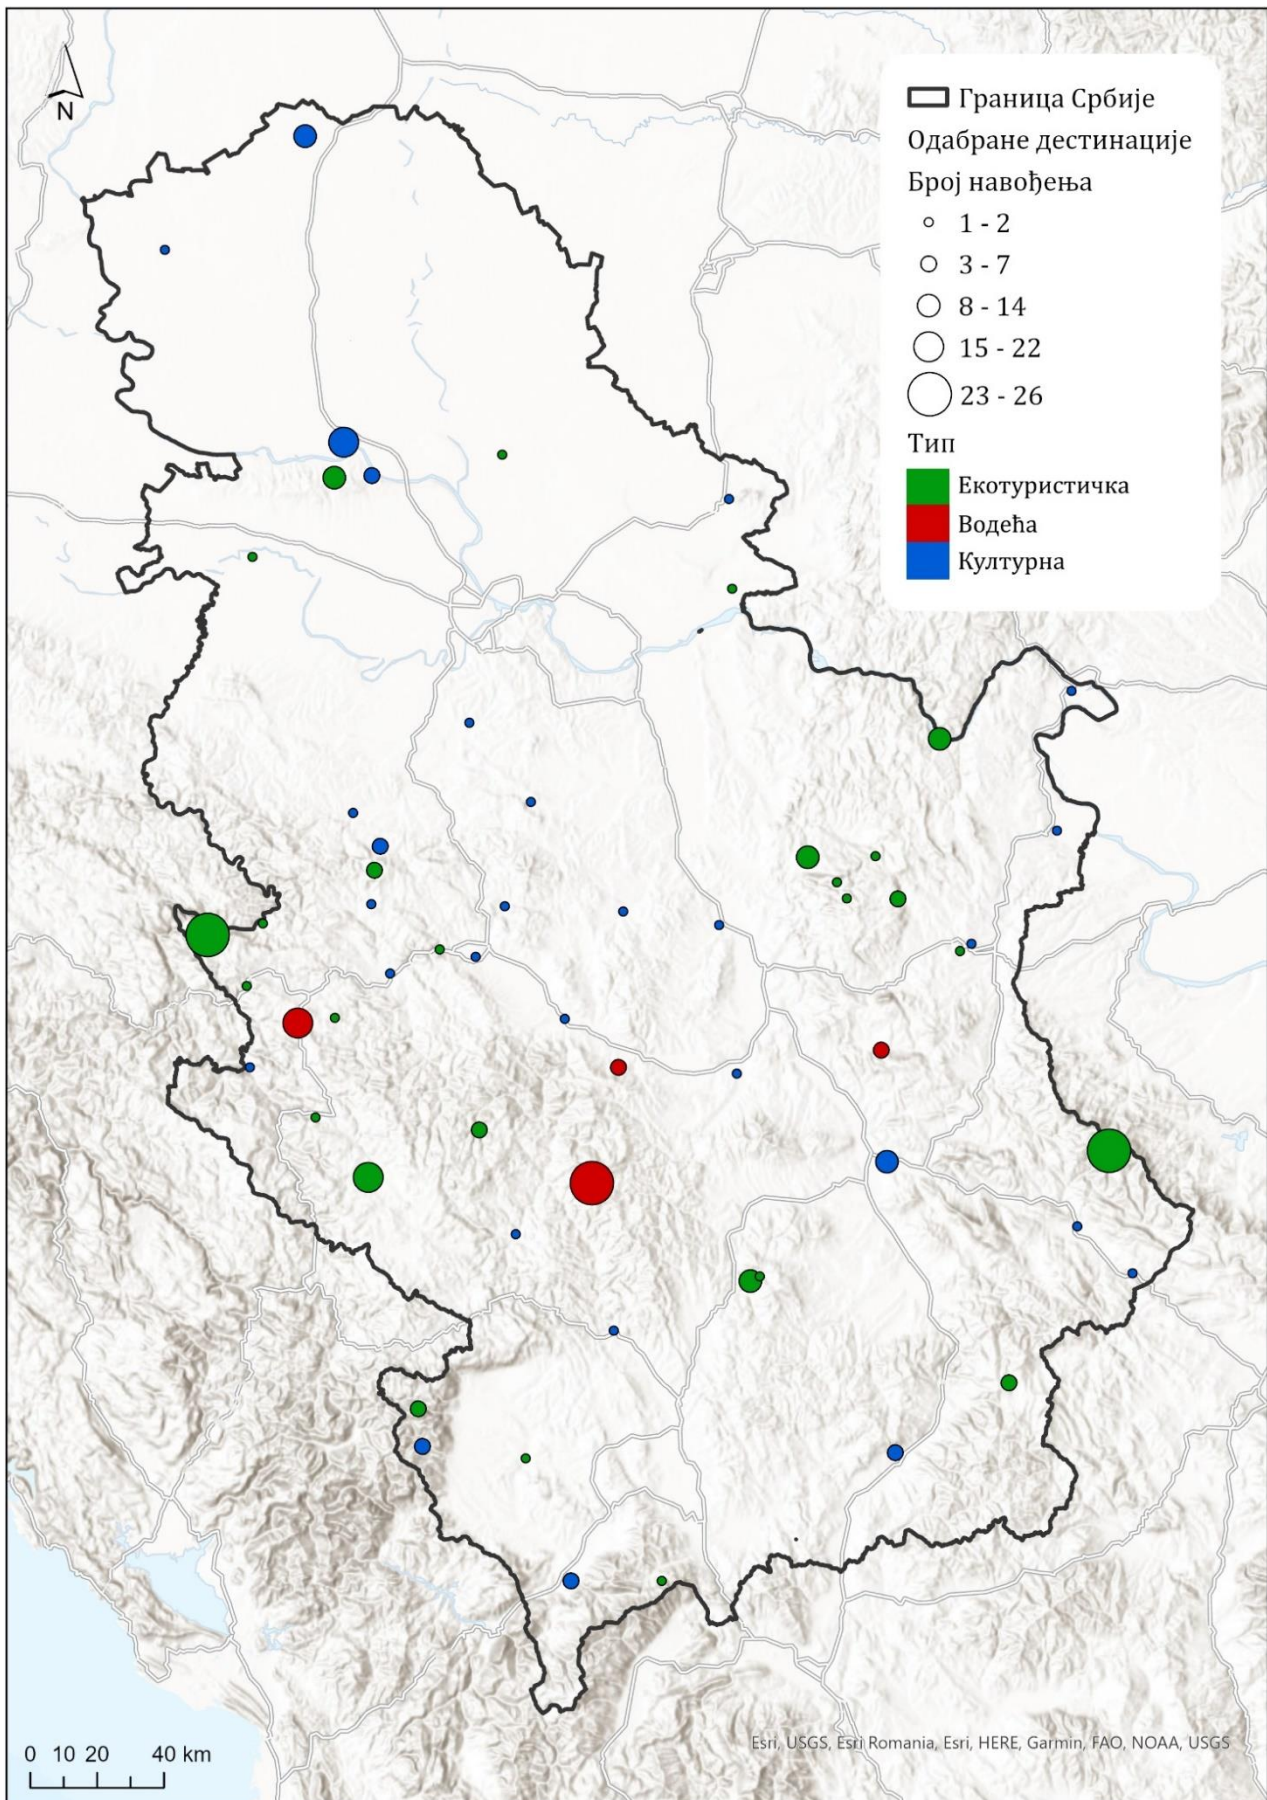 N
Граница Србије
Одабране дестинације
Број навођења
1 - 2
3 - 7
8 - 14
15 - 22
23 - 26
Тип
Екотуристичка
Водећа
Културна
Esri, USGS, Esri Romania, Esri, HERE, Garmin, FAO, NOAA, USGS
0 10 20 40 km